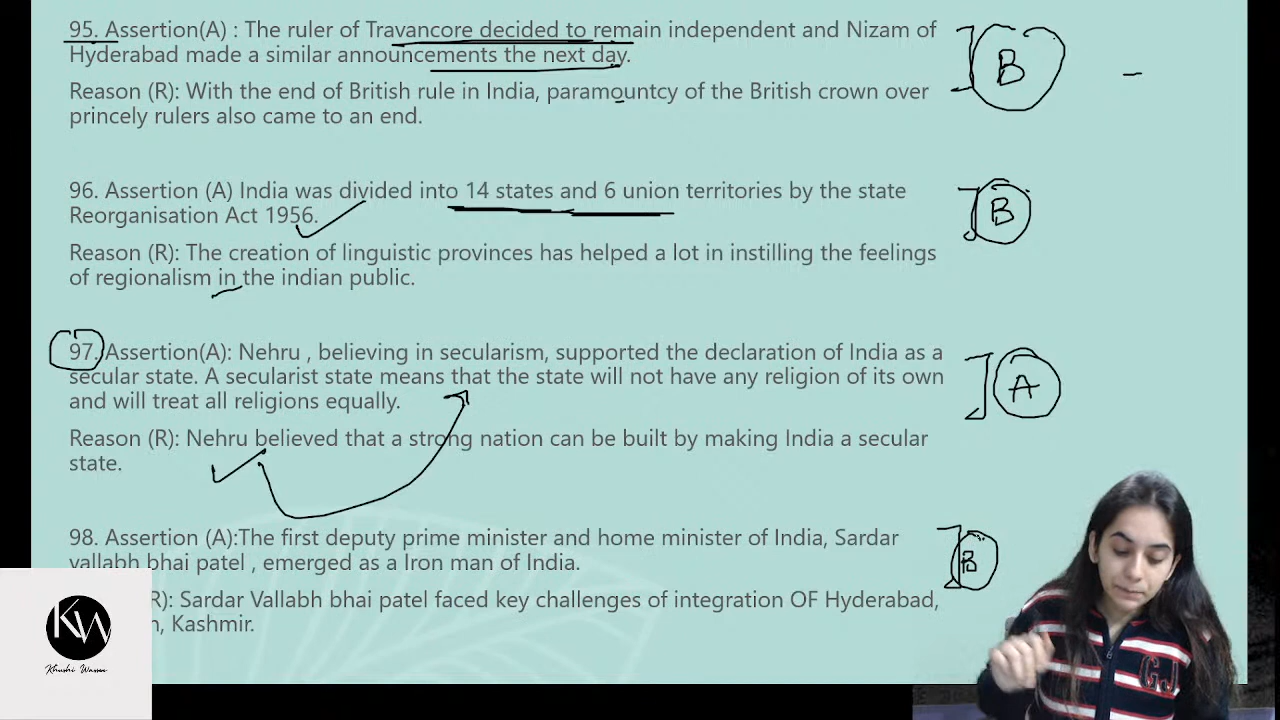 95. Assertion(A) : The ruler of Travancore decided to remain independent and Nizam of
Hyderabad made a similar announcements the next day.
B
Reason (R): With the end of British rule in India, paramountcy of the British crown over
princely rulers also came to an end.
96. Assertion (A) India was divided into 14 states and 6 union territories by the state
Reorganisation Act 1956.
B
Reason (R): The creation of linguistic provinces has helped a lot in instilling the feelings
of regionalism in the indian public.
97. Assertion(A): Nehru , believing in secularism, supported the declaration of India as a
secular state. A secularist state means that the state will not have any religion of its own
and will treat all religions equally.
A
Reason (R): Nehru believed that a strong nation can be built by making India a secular
state.
98. Assertion (A):The first deputy prime minister and home minister of India, Sardar
vallabh bhai patel , emerged as a Iron man of India.
B
R): Sardar Vallabh bhai patel faced key challenges of integration OF Hyderabad,
, Kashmir.
KW
Khushi Wasan
GJ